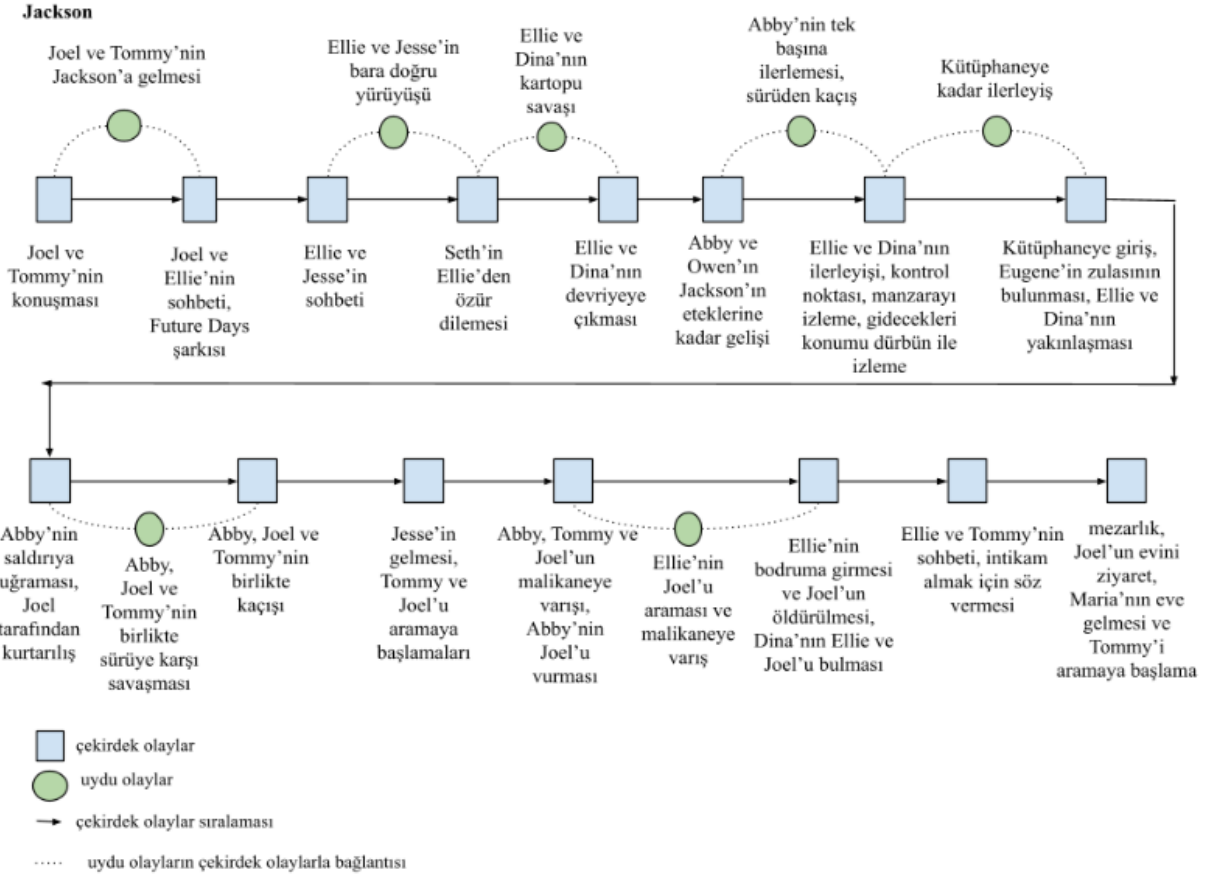 Jackson
Joel ve Tommy’nin
Jackson’a gelmesi
Ellie ve Jesse’in
bara doğru
yürüyüşü
Ellie ve
Dina’nın
kartopu
savaşı
Abby’nin tek
başına
ilerlemesi,
sürüden kaçış
Kütüphaneye
kadar ilerleyiş
Joel ve
Tommy’nin
konuşması
Joel ve
Ellie’nin
sohbeti,
Future Days
şarkısı
Ellie ve
Jesse’in
sohbeti
Seth’in
Ellie’den
özür
dilemesi
Ellie ve
Dina’nın
devriyeye
çıkması
Abby ve
Owen’ın
Jackson’ın
eteklerine
kadar gelişi
Ellie ve Dina’nın
ilerleyişi, kontrol
noktası, manzarayı
izleme, gidecekleri
konumu dürbün ile
izleme
Kütüphaneye giriş,
Eugene’in zulasının
bulunması, Ellie ve
Dina’nın
yakınlaşması
Abby’nin
saldırıya
uğraması,
Joel
tarafından
kurtarılış
Abby,
Joel ve
Tommy’nin
birlikte
sürüye karşı
savaşması
Abby, Joel ve
Tommy’nin
birlikte
kaçışı
Jesse’in
gelmesi,
Tommy ve
Joel’u
aramaya
başlamaları
Abby, Tommy ve
Joel’un
malikaneye
varışı,
Abby’nin
Joel’u
vurması
Ellie’nin
Joel’u
araması ve
malikaneye
varış
Ellie’nin
bodruma girmesi
ve Joel’un
öldürülmesi,
Dina’nın Ellie ve
Joel’u bulması
Ellie ve Tommy’nin
sohbeti, intikam
almak için söz
vermesi
mezarlık,
Joel’un evini
ziyaret,
Maria’nın eve
gelmesi ve
Tommy’i
aramaya başlama
çekirdek olaylar
uydu olaylar
çekirdek olaylar sıralaması
uydu olayların çekirdek olaylarla bağlantısı